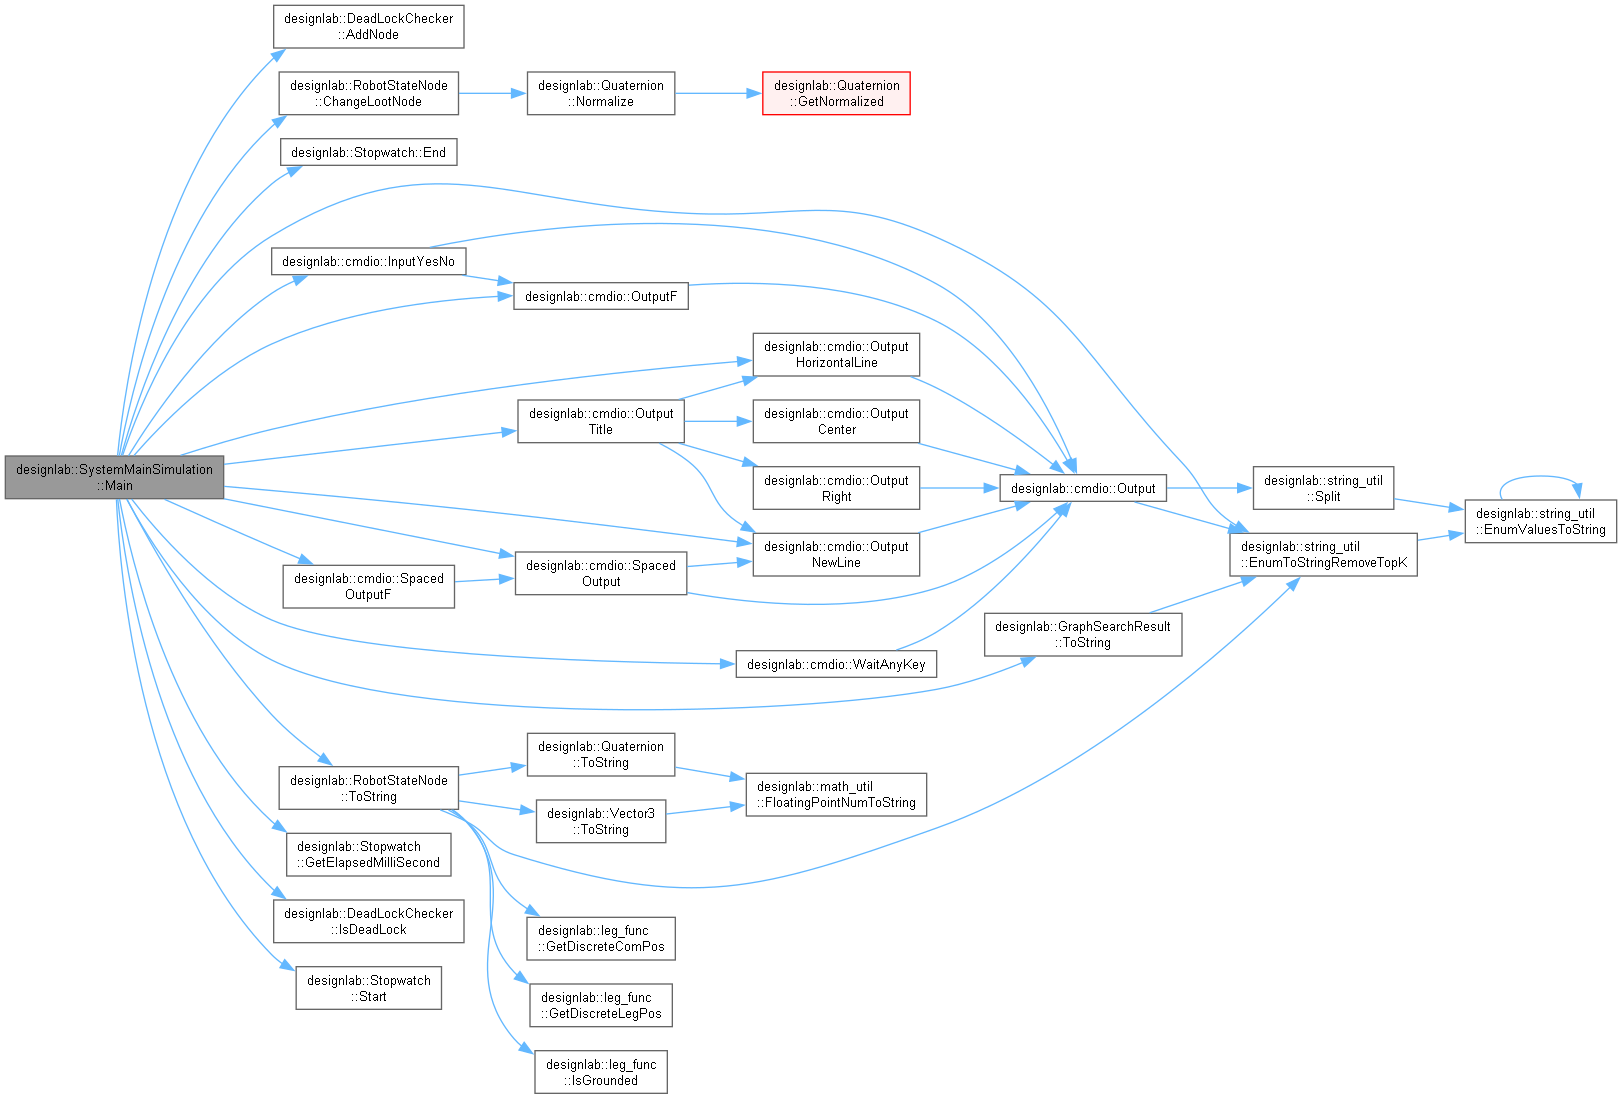 designlab::DeadLockChecker
::AddNode
designlab::RobotStateNode
::ChangeLootNode
designlab::Quaternion
::Normalize
designlab::Quaternion
::GetNormalized
designlab::Stopwatch::End
designlab::cmdio::InputYesNo
designlab::cmdio::OutputF
designlab::cmdio::Output
HorizontalLine
designlab::cmdio::Output
Title
designlab::cmdio::Output
Center
designlab::cmdio::Output
Right
designlab::cmdio::Output
NewLine
designlab::SystemMainSimulation
::Main
designlab::cmdio::Output
designlab::string_util
::Split
designlab::string_util
::EnumValuesToString
designlab::string_util
::EnumToStringRemoveTopK
designlab::cmdio::Spaced
OutputF
designlab::cmdio::Spaced
Output
designlab::GraphSearchResult
::ToString
designlab::cmdio::WaitAnyKey
designlab::RobotStateNode
::ToString
designlab::Quaternion
::ToString
designlab::Vector3
::ToString
designlab::math_util
::FloatingPointNumToString
designlab::Stopwatch
::GetElapsedMilliSecond
designlab::DeadLockChecker
::IsDeadLock
designlab::leg_func
::GetDiscreteComPos
designlab::Stopwatch
::Start
designlab::leg_func
::GetDiscreteLegPos
designlab::leg_func
::IsGrounded